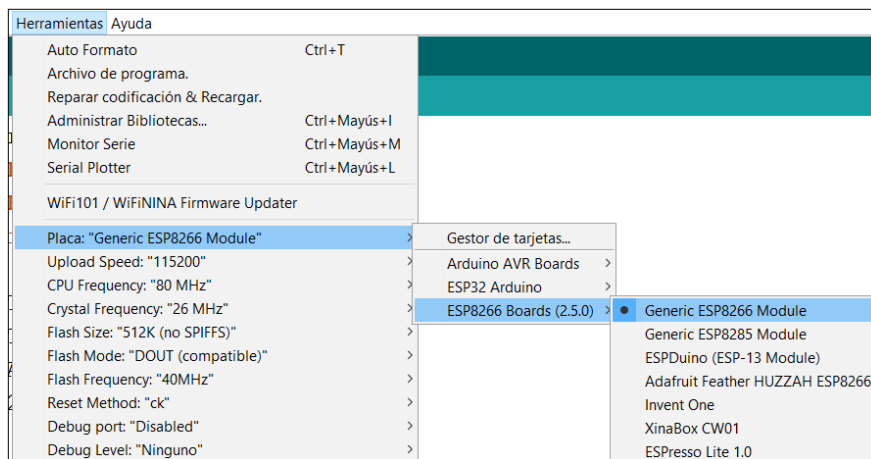 Herramientas Ayuda
Auto Formato Ctrl+T
Archivo de programa.
Reparar codificación & Recargar.
Administrar Bibliotecas... Ctrl+Mayús+I
Monitor Serie Ctrl+Mayús+M
Serial Plotter Ctrl+Mayús+L
WiFi101 / WiFiNINA Firmware Updater
Placa: "Generic ESP8266 Module"
Upload Speed: "115200"
CPU Frequency: "80 MHz"
Crystal Frequency: "26 MHz"
Flash Size: "512K (no SPIFFS)"
Flash Mode: "DOUT (compatible)"
Flash Frequency: "40MHz"
Reset Method: "ck"
Debug port: "Disabled"
Debug Level: "Ninguno"
Gestor de tarjetas...
Arduino AVR Boards
ESP32 Arduino
ESP8266 Boards (2.5.0)
Generic ESP8266 Module
Generic ESP8285 Module
ESPDuino (ESP-13 Module)
Adafruit Feather HUZZAH ESP8266
Invent One
XinaBox CW01
ESPresso Lite 1.0